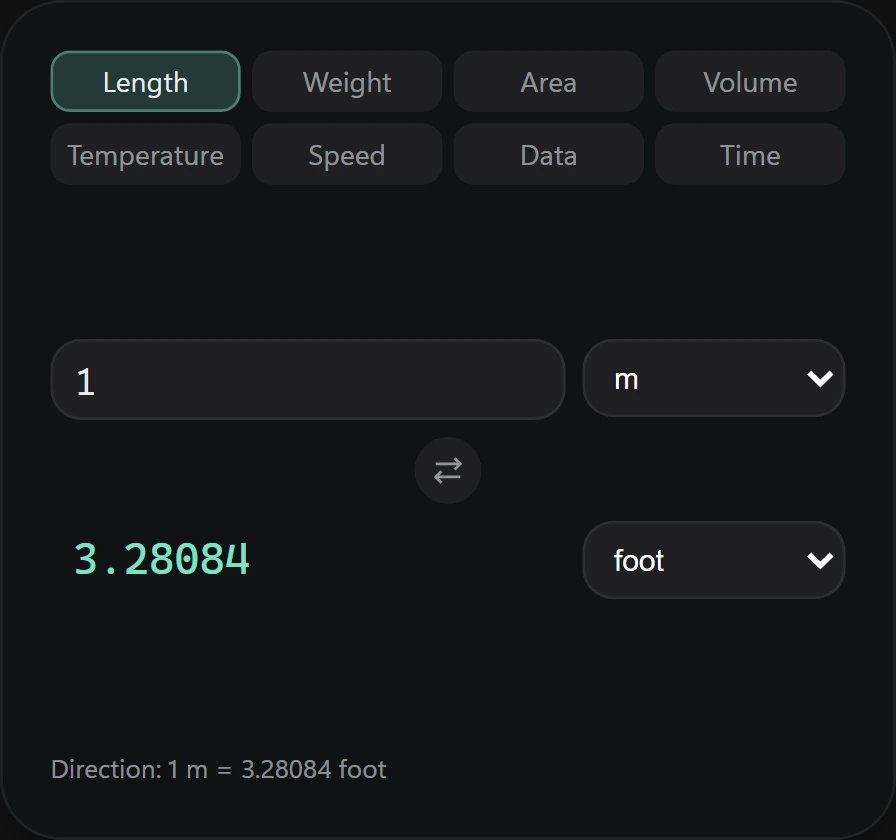 Length Weight Area Volume
Temperature Speed Data Time
1 m
3.28084 foot
Direction: 1 m = 3.28084 foot